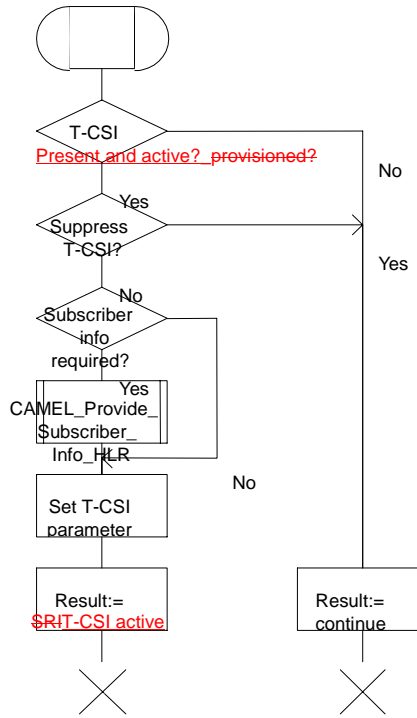 T-CSI
Present and active? provisioned?
No
Yes
Suppress
T-CSI?
Yes
No
Subscriber
info
required?
Yes
CAMEL_Provide_
Subscriber_
Info_HLR
No
Set T-CSI
parameter
Result:=
SRIT-CSI active
Result:=
continue